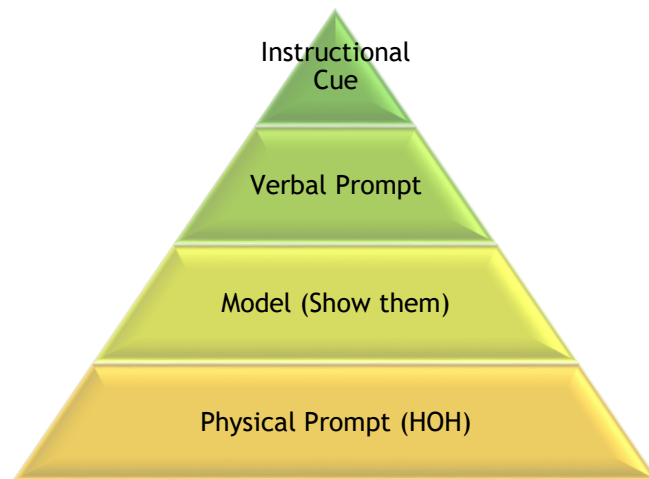 Instructional
Cue
Verbal Prompt
Model (Show them)
Physical Prompt (HOH)